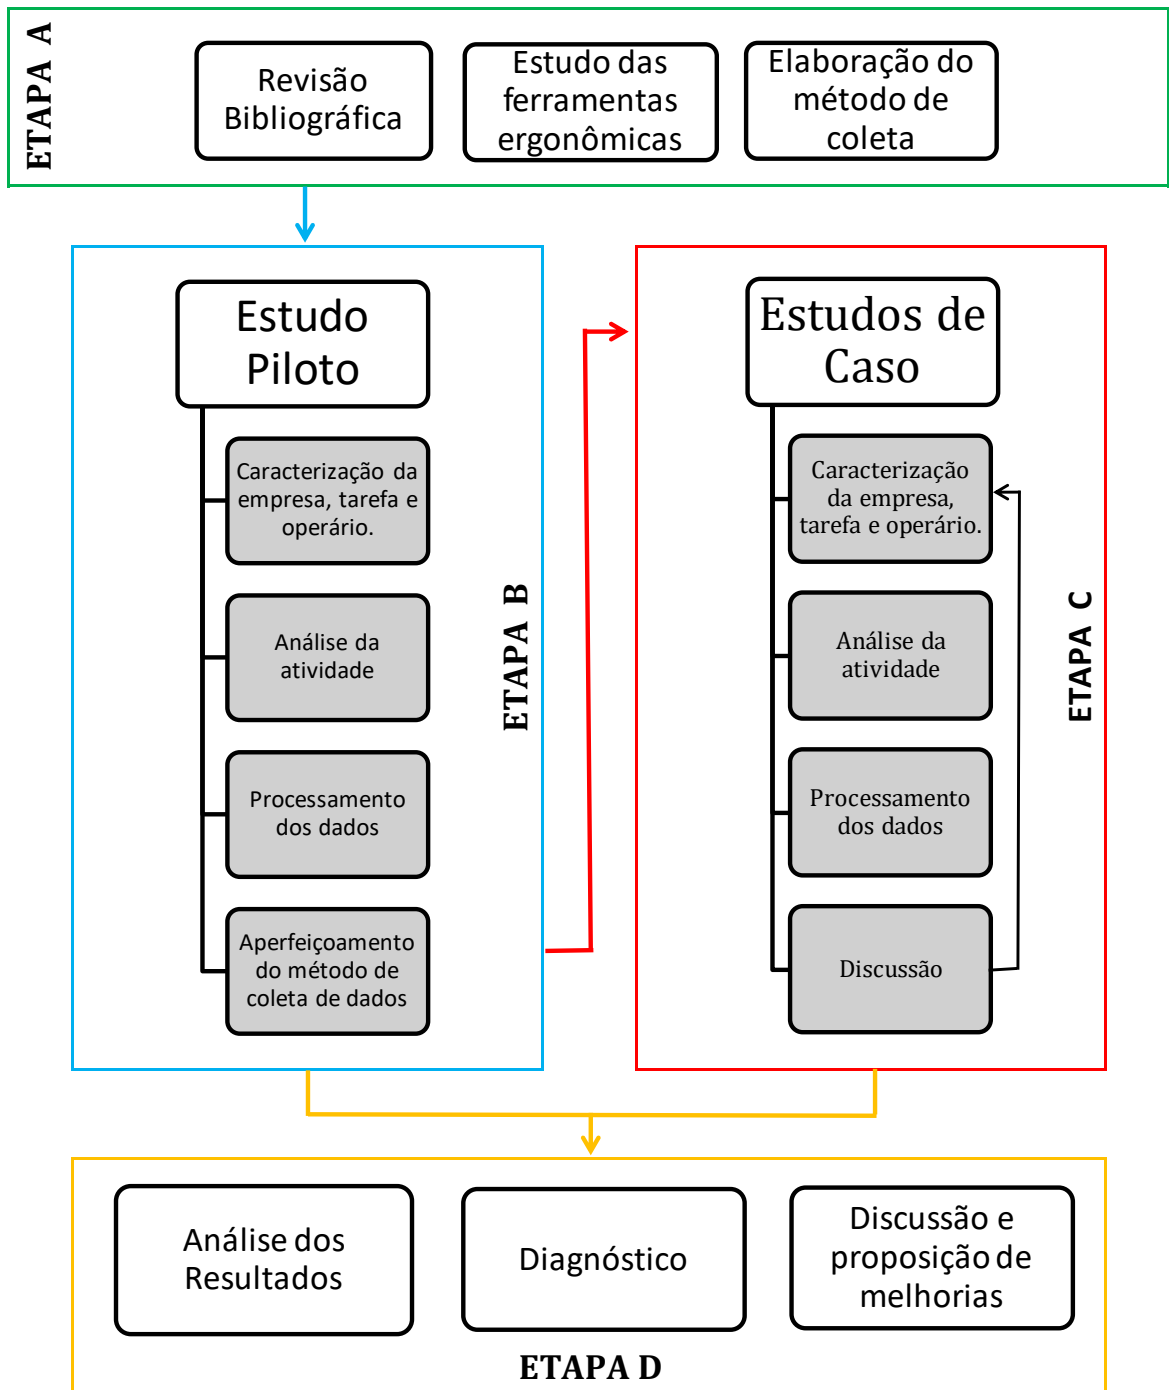 ETAPA A
Revisão
Bibliográfica
Estudo das
ferramentas
ergonômicas
Elaboração do
método de
coleta
Estudo
Piloto
Caracterização da
empresa, tarefa e
operário.
Análise da
atividade
Processamento
dos dados
Aperfeiçoamento
do método de
coleta de dados
ETAPA B
Estudos de
Caso
Caracterização
da empresa,
tarefa e operário.
Análise da
atividade
Processamento
dos dados
Discussão
ETAPA C
Análise dos
Resultados
Diagnóstico
Discussão e
proposição de
melhorias
ETAPA D